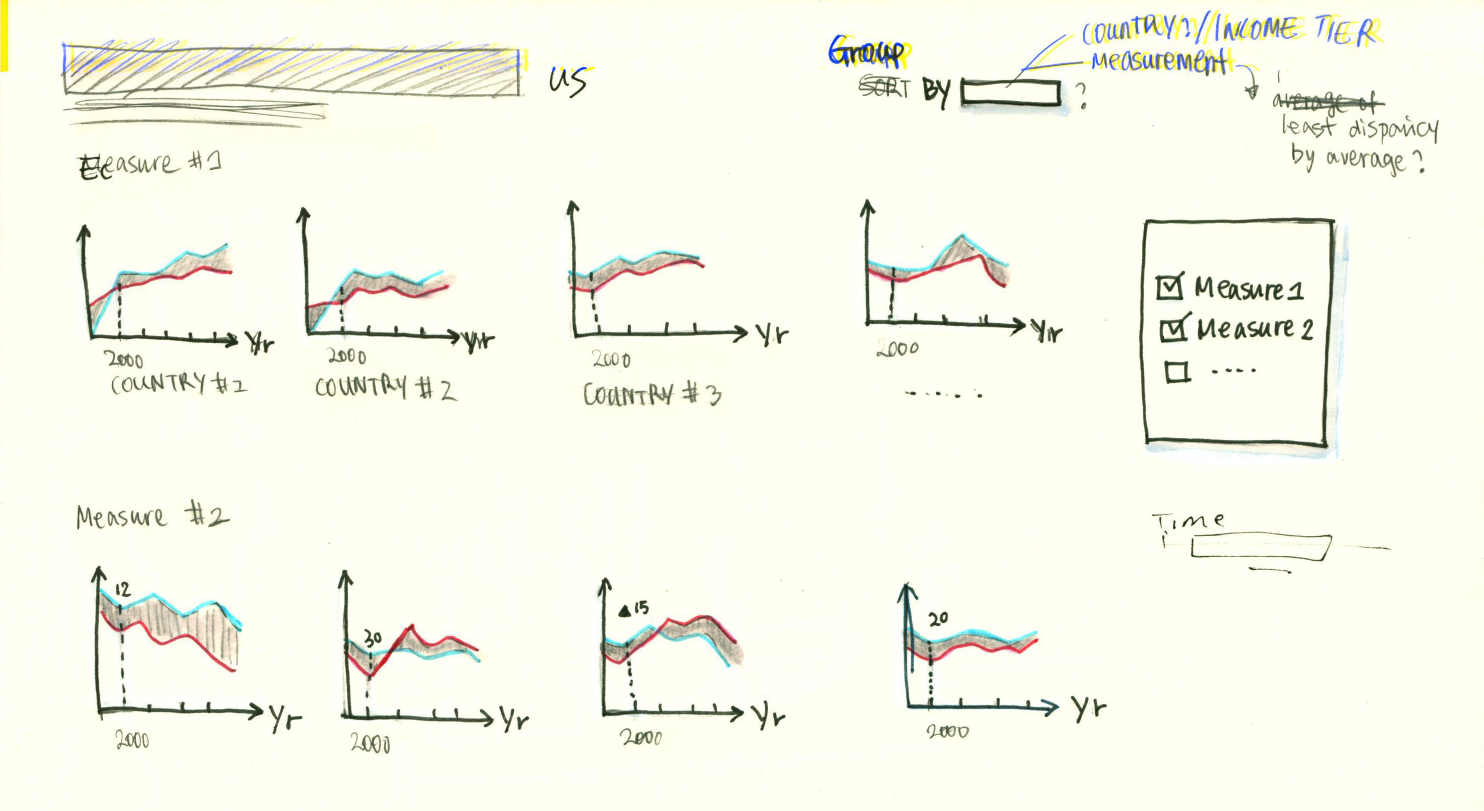 US
Group
SORT BY ?
COUNTRY?/INCOME TIER
measurement
average of
least dispancy
by average?
Measure #1
Yr
2000
COUNTRY #1
Yr
2000
COUNTRY #2
Yr
2000
COUNTRY #3
Yr
2000
.....
Measure 1
Measure 2
....
Measure #2
Time
12
Yr
2000
30
Yr
2000
▲15
Yr
2000
20
Yr
2000